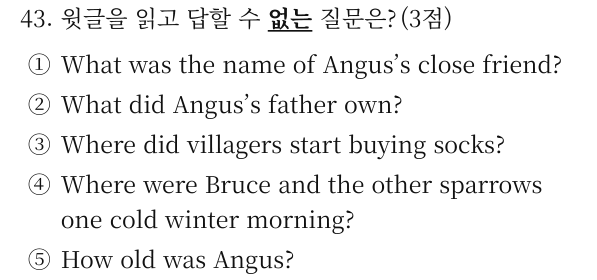 43. 윗글을 읽고 답할 수 없는 질문은? (3점)
① What was the name of Angus’s close friend?
② What did Angus’s father own?
③ Where did villagers start buying socks?
④ Where were Bruce and the other sparrows
one cold winter morning?
⑤ How old was Angus?